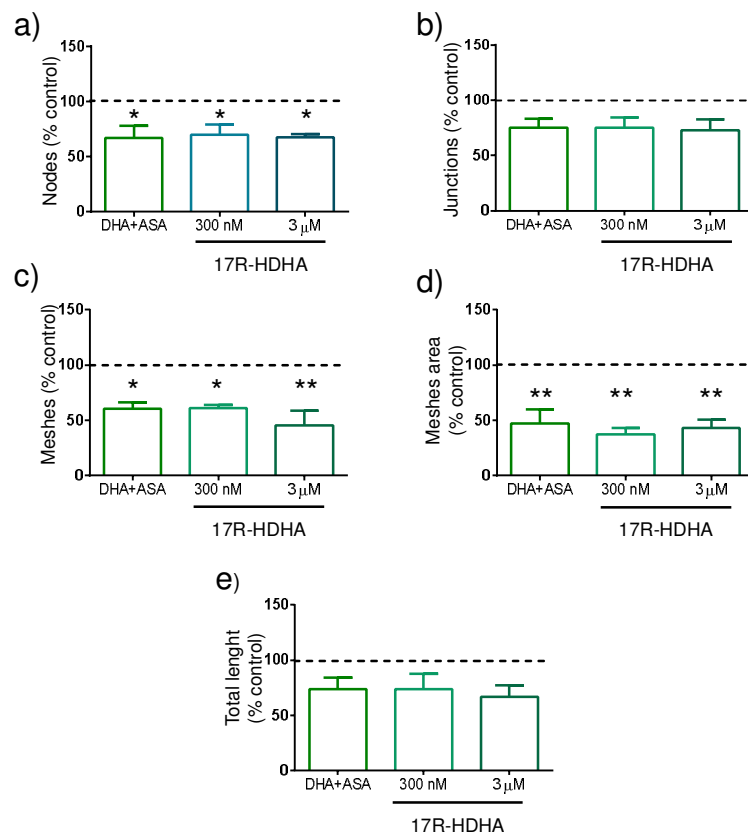 a)
150
100
50
0
Nodes (% control)
* * *
DHA+ASA 300 nM 3 µM
17R-HDHA
b)
150
100
50
0
Junctions (% control)
DHA+ASA 300 nM 3 µM
17R-HDHA
c)
150
100
50
0
Meshes (% control)
* * **
DHA+ASA 300 nM 3 µM
17R-HDHA
d)
150
100
50
0
Meshes area
(% control)
** ** **
DHA+ASA 300 nM 3 µM
17R-HDHA
e)
150
100
50
0
Total lenght
(% control)
DHA+ASA 300 nM 3 µM
17R-HDHA